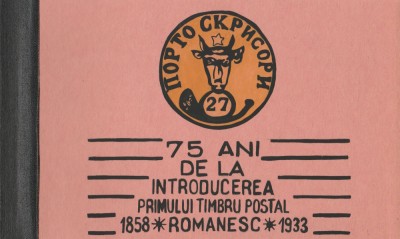 ПОРТО СКРИСОРИ
27
75 ANI
DE LA
INTRODUCEREA
PRIMULUI TIMBRU POSTAL
1858*ROMANESC*1933